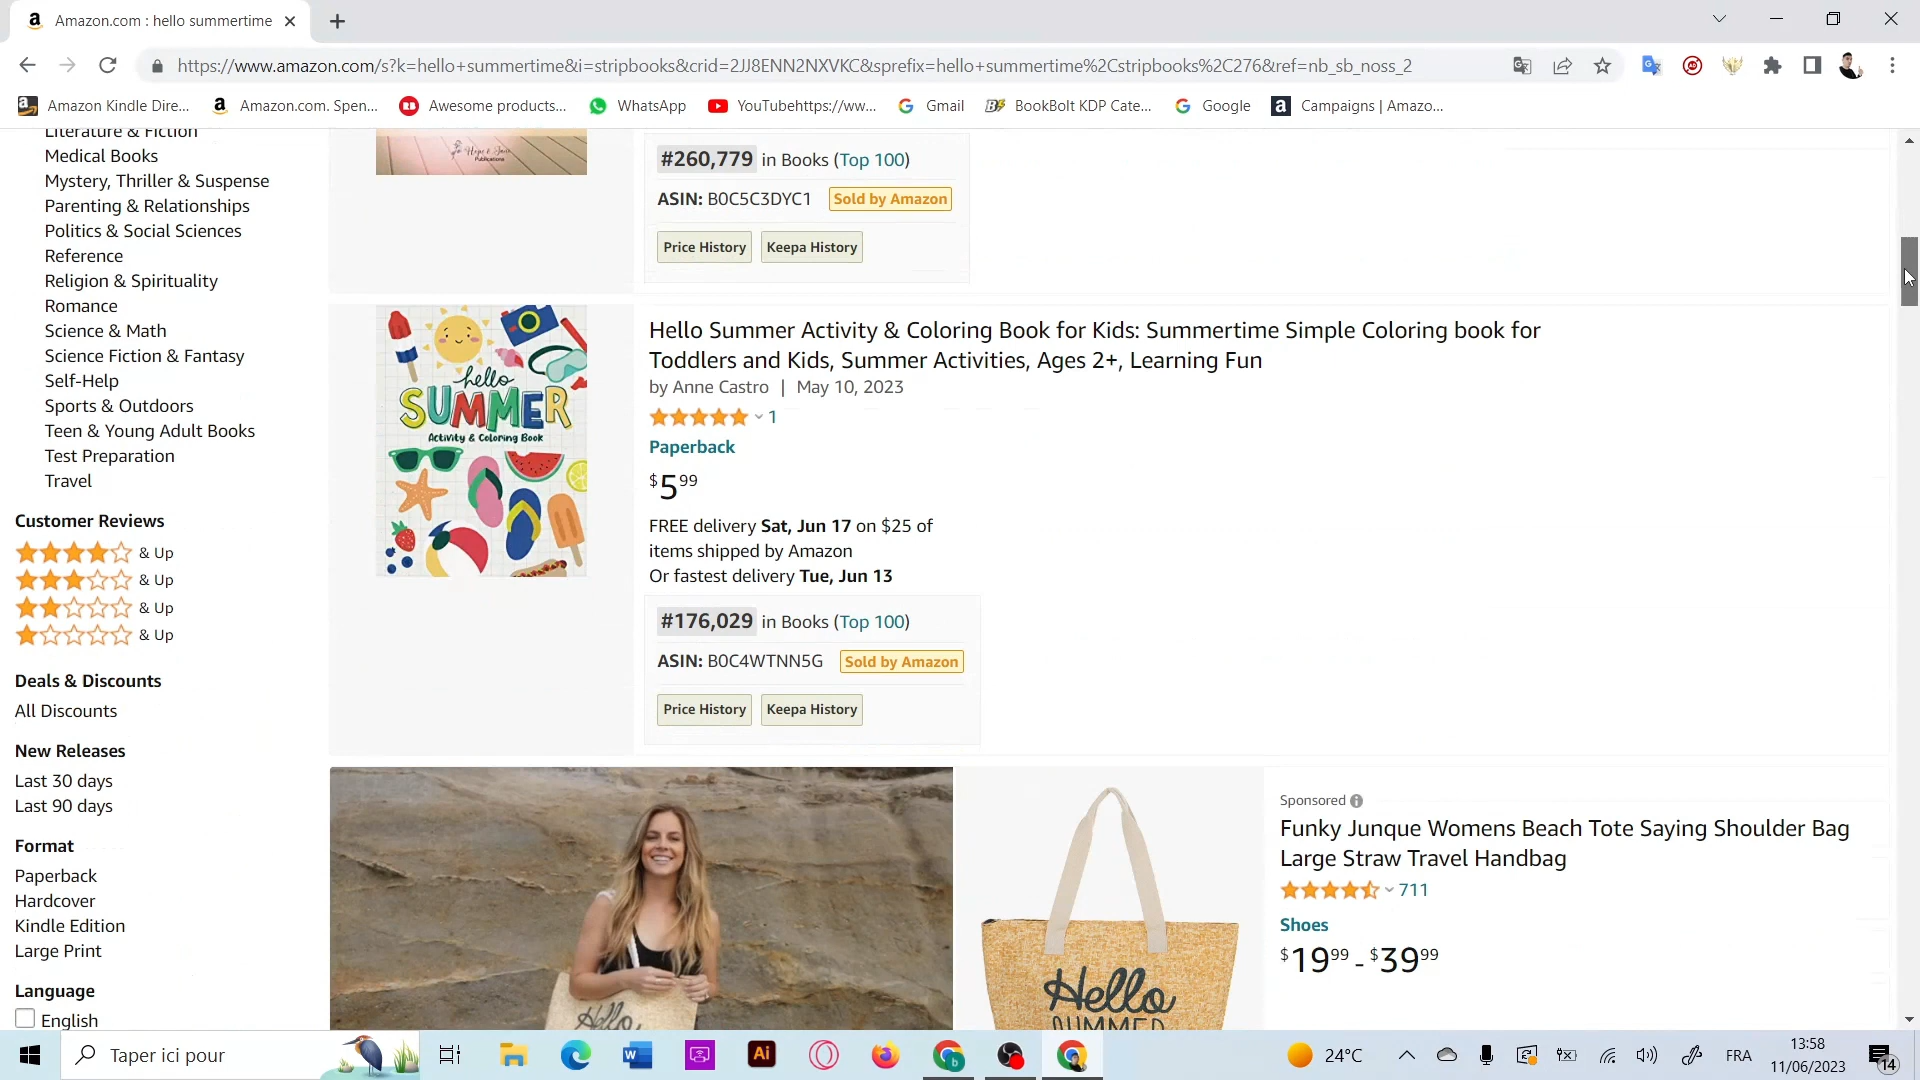 Amazon.com : hello summertime
https://www.amazon.com/s?k=hello+summertime&i=stripbooks&crid=2JJ8ENN2NXVKC&sprefix=hello+summertime%2Cstripbooks%2C276&ref=nb_sb_noss_2
Amazon Kindle Dire...
Amazon.com. Spen...
Awesome products...
WhatsApp
YouTubehttps://ww...
Gmail
BookBolt KDP Cate...
Google
Campaigns | Amazo...
Literature & Fiction
Medical Books
Mystery, Thriller & Suspense
Parenting & Relationships
Politics & Social Sciences
Reference
Religion & Spirituality
Romance
Science & Math
Science Fiction & Fantasy
Self-Help
Sports & Outdoors
Teen & Young Adult Books
Test Preparation
Travel
Customer Reviews
& Up
& Up
& Up
& Up
Deals & Discounts
All Discounts
New Releases
Last 30 days
Last 90 days
Format
Paperback
Hardcover
Kindle Edition
Large Print
Language
English
Publications
#260,779 in Books (Top 100)
ASIN: B0C5C3DYC1 Sold by Amazon
Price History Keepa History
hello
SUMMER
Activity & Coloring Book
Hello Summer Activity & Coloring Book for Kids: Summertime Simple Coloring book for
Toddlers and Kids, Summer Activities, Ages 2+, Learning Fun
by Anne Castro | May 10, 2023
1
Paperback
$5 99
FREE delivery Sat, Jun 17 on $25 of
items shipped by Amazon
Or fastest delivery Tue, Jun 13
#176,029 in Books (Top 100)
ASIN: B0C4WTNN5G Sold by Amazon
Price History Keepa History
Hello
Hello
SUMMER
Sponsored
Funky Junque Womens Beach Tote Saying Shoulder Bag
Large Straw Travel Handbag
711
Shoes
$19 99 - $39 99
Taper ici pour
24°C
FRA
13:58
11/06/2023
14